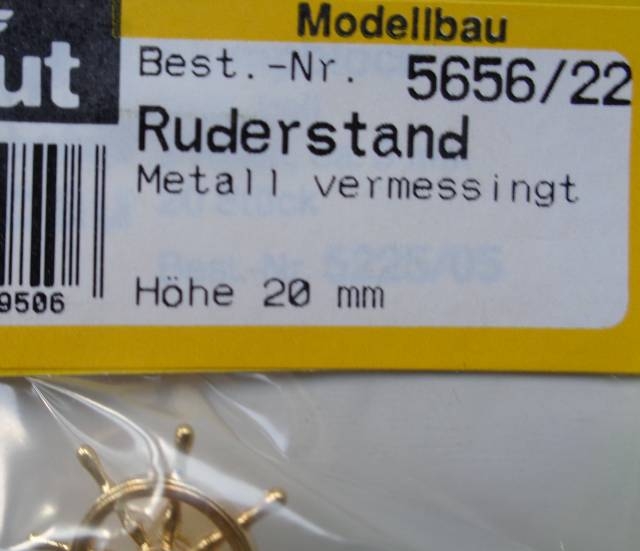 Modellbau
ut
Best.-Nr. 5656/22
Ruderstand
Metall vermessingt
Höhe 20 mm
9506